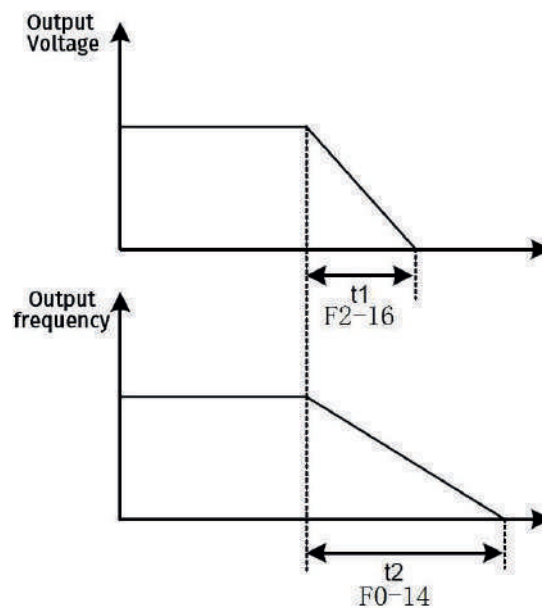 Output
Voltage
t1
F2-16
Output
frequency
t2
F0-14